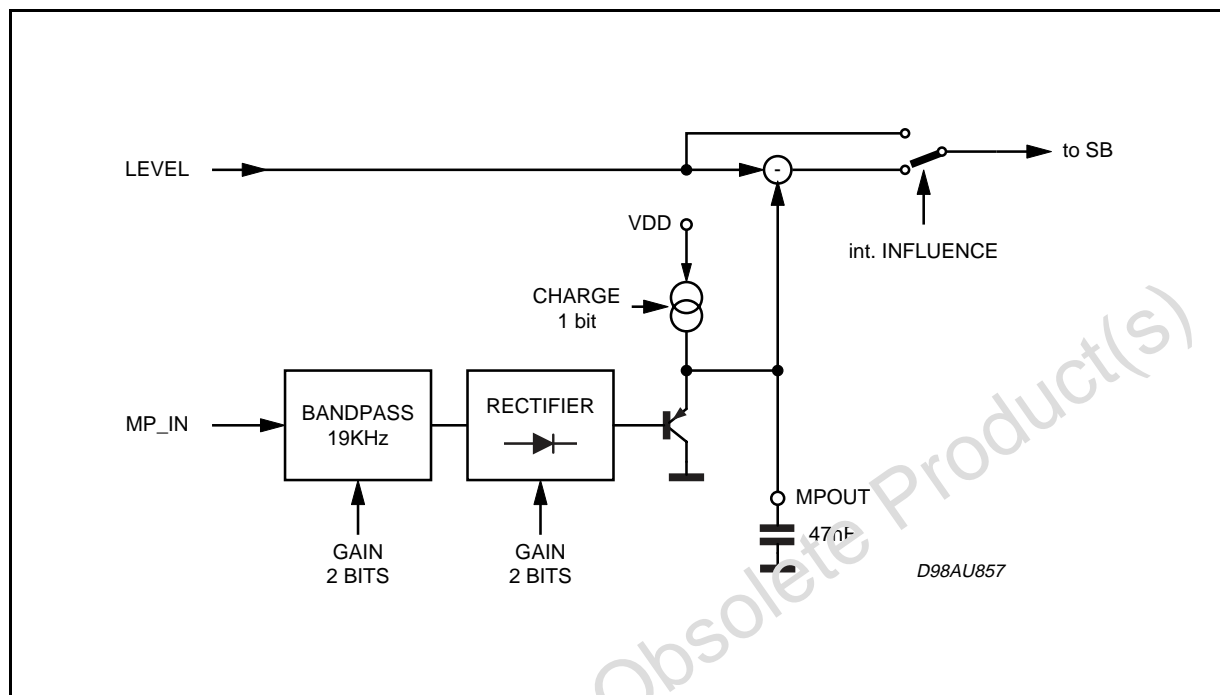 LEVEL
-
to SB
int. INFLUENCE
VDD
CHARGE
1 bit
MP_IN
BANDPASS
19KHz
RECTIFIER
GAIN
2 BITS
GAIN
2 BITS
MPOUT
D98AU857
Obsolete Product(s)